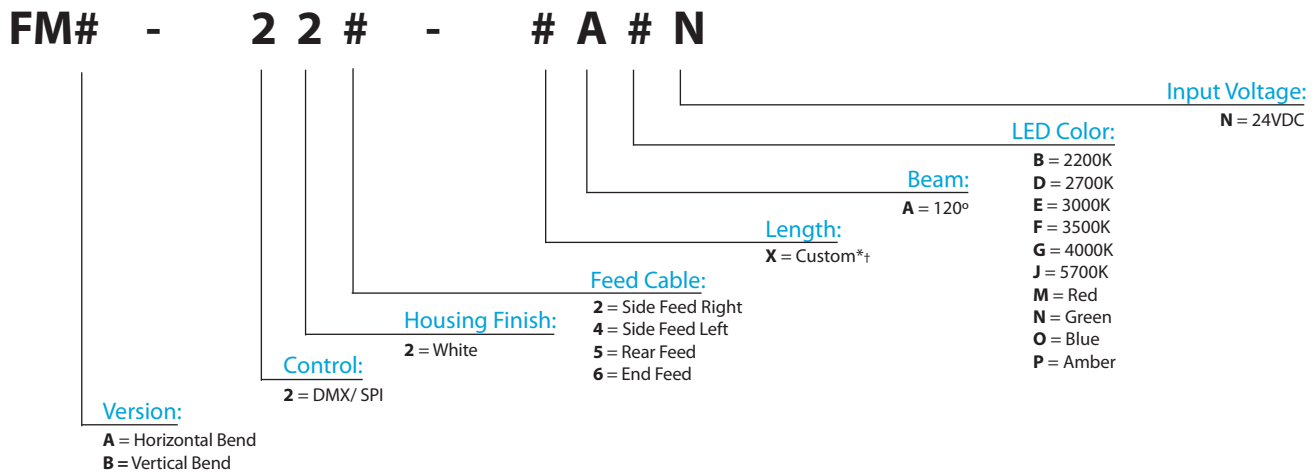 FM# - 2 2 # - # A # N
Input Voltage:
N = 24VDC
LED Color:
B = 2200K
D = 2700K
E = 3000K
F = 3500K
G = 4000K
J = 5700K
M = Red
N = Green
O = Blue
P = Amber
Beam:
A = 120º
Length:
X = Custom*†
Feed Cable:
2 = Side Feed Right
4 = Side Feed Left
5 = Rear Feed
6 = End Feed
Housing Finish:
2 = White
Control:
2 = DMX/ SPI
Version:
A = Horizontal Bend
B = Vertical Bend